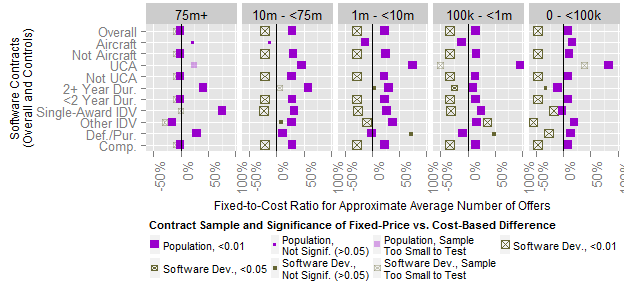 75m+ 10m - <75m 1m - <10m 100k - <1m 0 - <100k
Software Contracts
(Overall and Controls)
Overall
Aircraft
Not Aircraft
UCA
Not UCA
2+ Year Dur.
<2 Year Dur.
Single-Award IDV
Other IDV
Def./Pur.
Comp.
-50% 0% 50% 100% -50% 0% 50% 100% -50% 0% 50% 100% -50% 0% 50% 100% -50% 0% 50% 100%
Fixed-to-Cost Ratio for Approximate Average Number of Offers
Contract Sample and Significance of Fixed-Price vs. Cost-Based Difference
Population, <0.01
Population,
Not Signif. (>0.05)
Population, Sample
Too Small to Test
Software Dev., <0.01
Software Dev., <0.05
Software Dev.,
Not Signif. (>0.05)
Software Dev., Sample
Too Small to Test